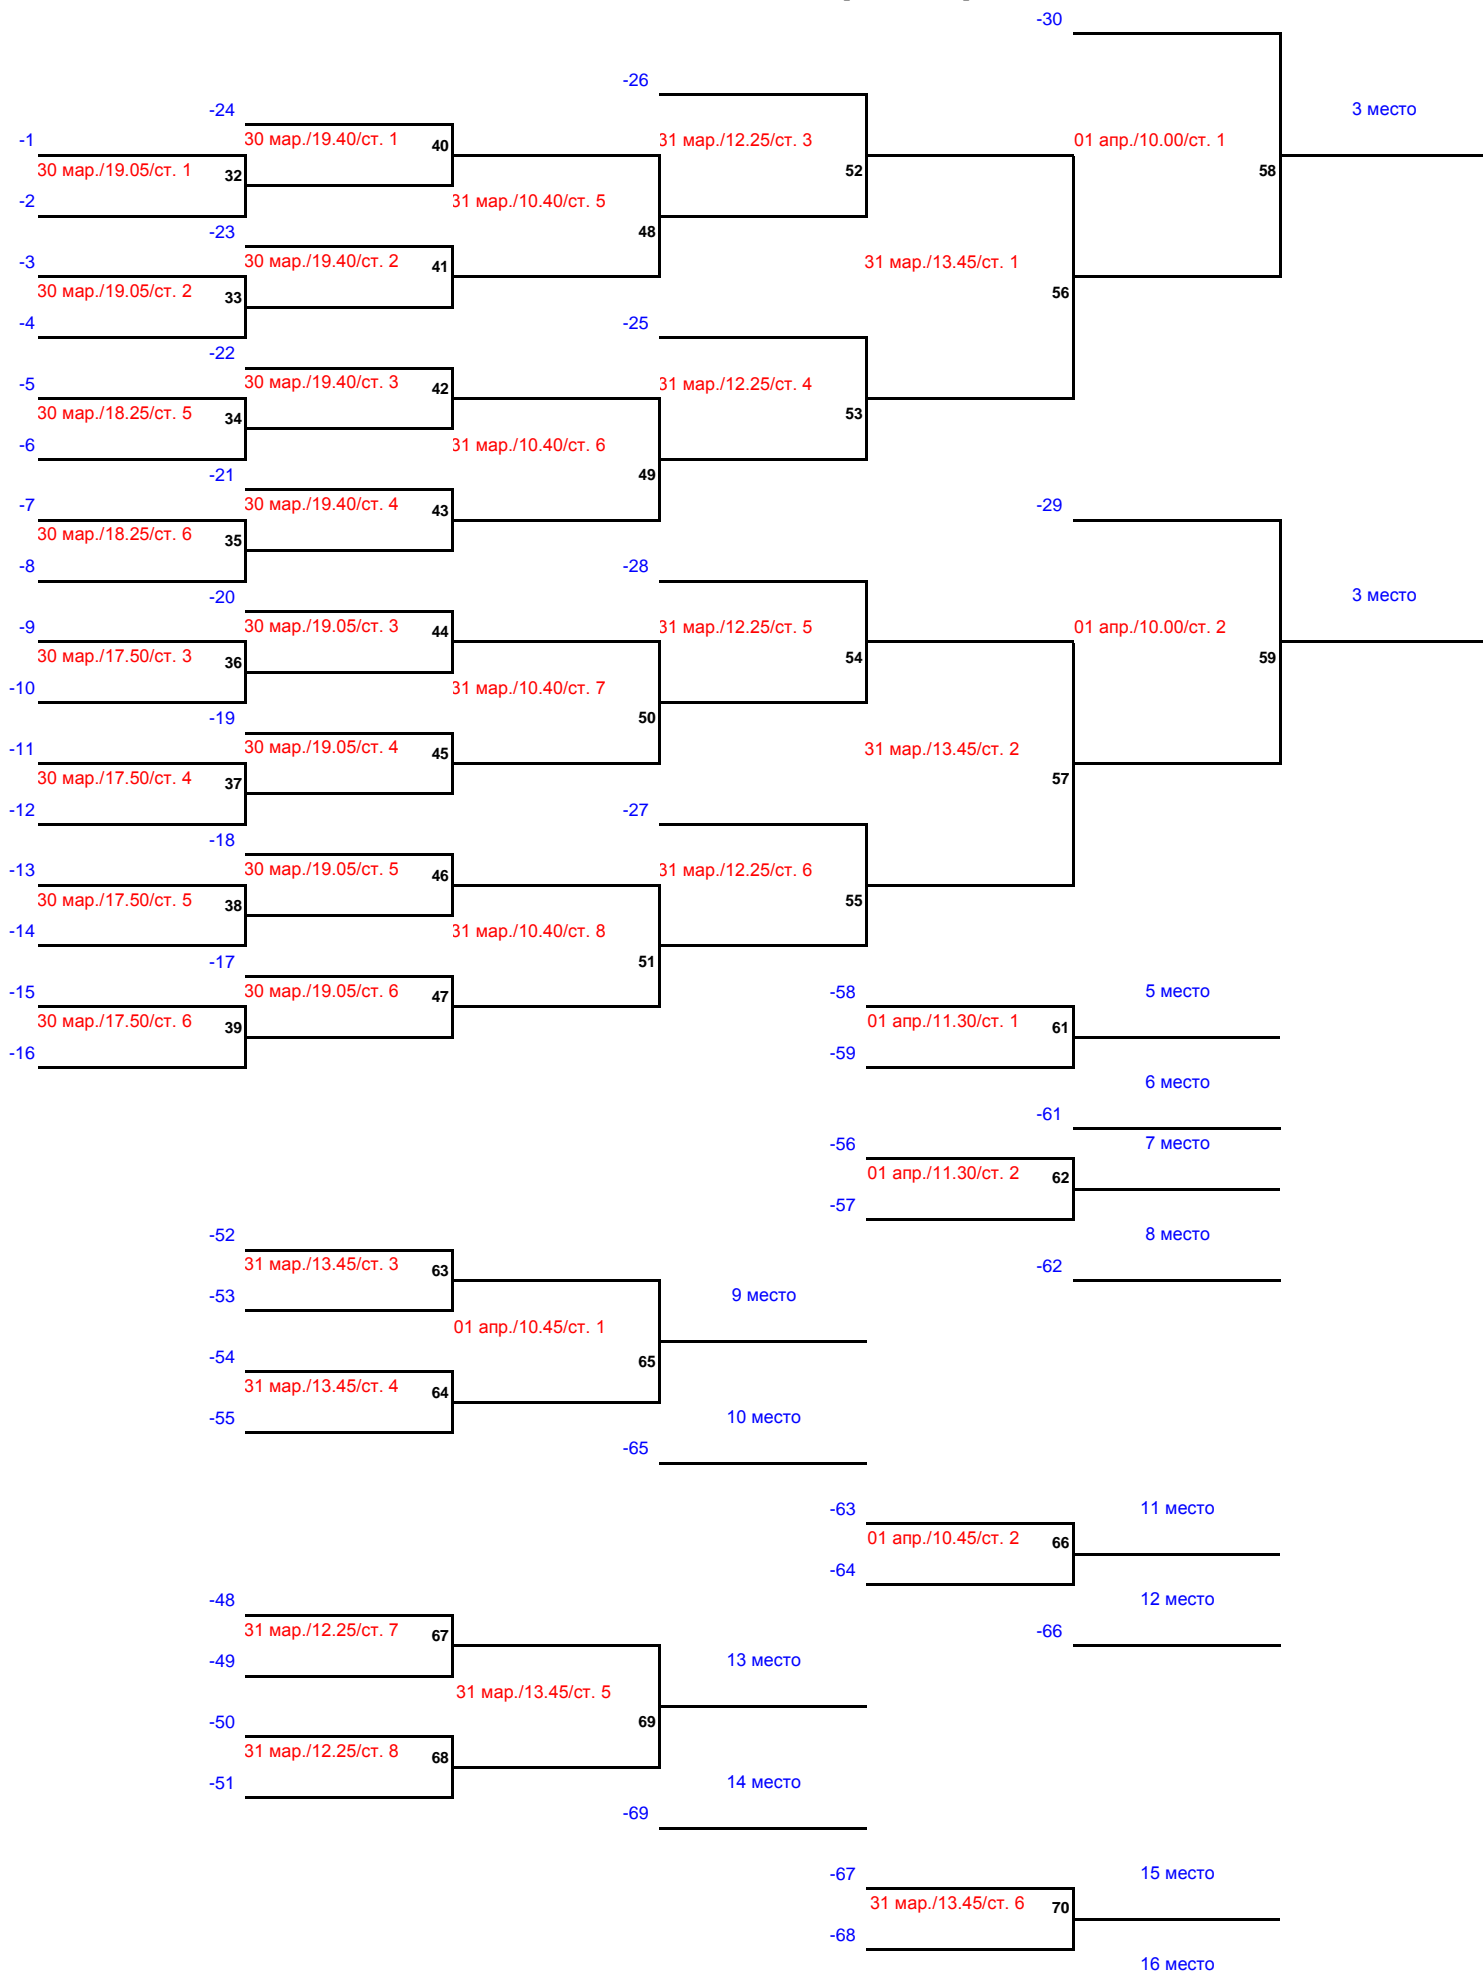 -30
-26
3 место
-24
30 мар./19.40/ст. 1
40
31 мар./12.25/ст. 3
01 апр./10.00/ст. 1
-1
30 мар./19.05/ст. 1
32
52
58
-2
31 мар./10.40/ст. 5
-23
48
-3
30 мар./19.40/ст. 2
41
31 мар./13.45/ст. 1
30 мар./19.05/ст. 2
33
56
-4
-25
-22
-5
30 мар./19.40/ст. 3
42
31 мар./12.25/ст. 4
30 мар./18.25/ст. 5
34
53
-6
31 мар./10.40/ст. 6
-21
49
-7
30 мар./19.40/ст. 4
43
-29
30 мар./18.25/ст. 6
35
-8
-28
-20
3 место
-9
30 мар./19.05/ст. 3
44
31 мар./12.25/ст. 5
01 апр./10.00/ст. 2
30 мар./17.50/ст. 3
36
54
59
-10
31 мар./10.40/ст. 7
-19
50
-11
30 мар./19.05/ст. 4
45
31 мар./13.45/ст. 2
30 мар./17.50/ст. 4
37
57
-12
-27
-18
-13
30 мар./19.05/ст. 5
46
31 мар./12.25/ст. 6
30 мар./17.50/ст. 5
38
55
-14
31 мар./10.40/ст. 8
-17
51
-15
30 мар./19.05/ст. 6
47
-58
5 место
30 мар./17.50/ст. 6
39
01 апр./11.30/ст. 1
61
-16
-59
6 место
-61
-56
7 место
01 апр./11.30/ст. 2
62
-57
-52
8 место
31 мар./13.45/ст. 3
63
-62
-53
9 место
01 апр./10.45/ст. 1
-54
65
31 мар./13.45/ст. 4
64
-55
10 место
-65
-63
11 место
01 апр./10.45/ст. 2
66
-64
-48
12 место
31 мар./12.25/ст. 7
67
-66
-49
13 место
31 мар./13.45/ст. 5
-50
69
31 мар./12.25/ст. 8
68
-51
14 место
-69
-67
15 место
31 мар./13.45/ст. 6
70
-68
16 место